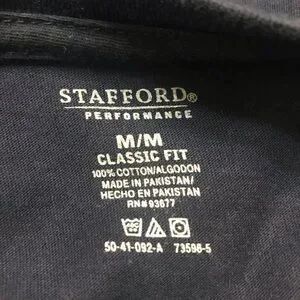 STAFFORD®
PERFORMANCE
M/M
CLASSIC FIT
100% COTTON/ALGODON
MADE IN PAKISTAN/
HECHO EN PAKISTAN
RN#93677
50-41-092-A 73596-5